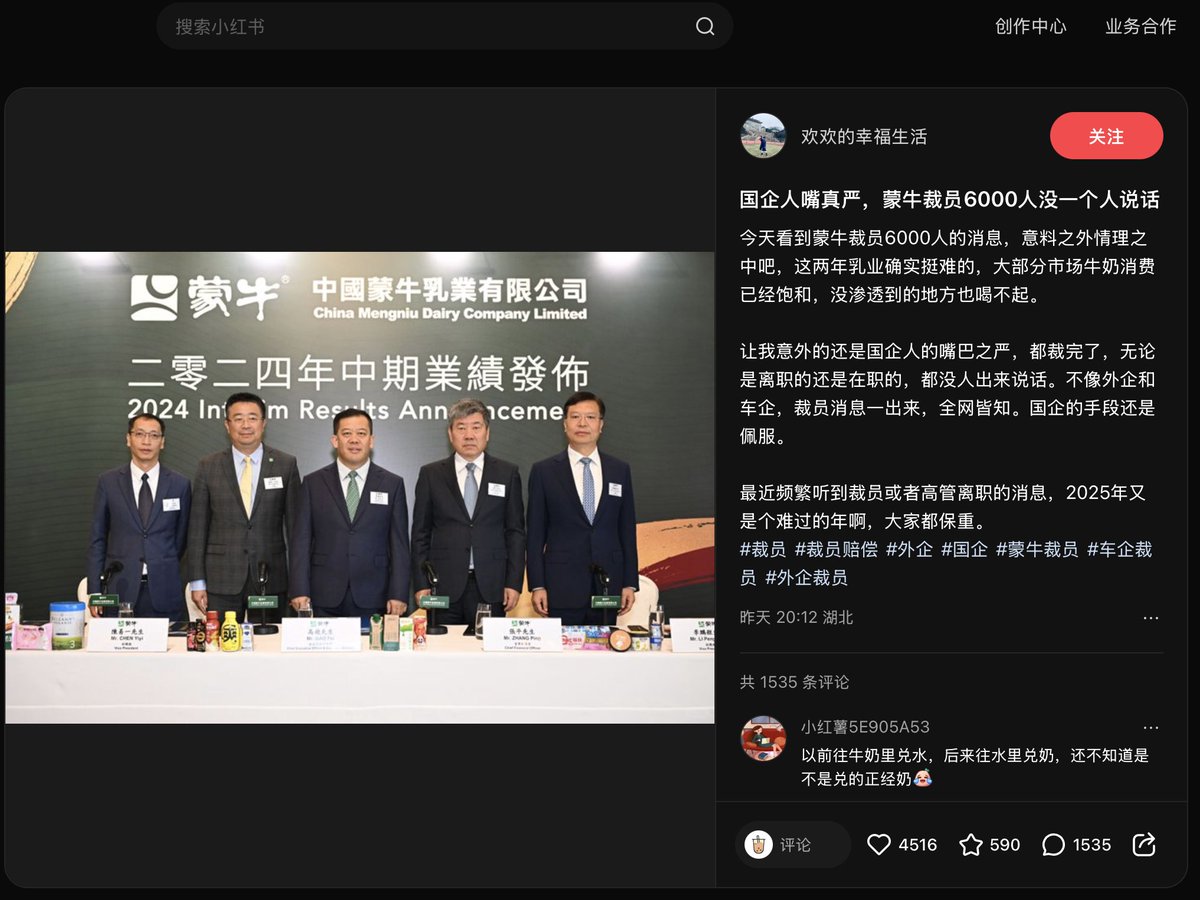 搜索小红书
创作中心
业务合作
蒙牛®
中國蒙牛乳業有限公司
China Mengniu Dairy Company Limited
二零二四年中期業績發佈
2024 Interim Results Announcement
陳易一先生
Mr. CHEN Yiyi
Vice President
高飛先生
Mr. GAO Fei
張平先生
Mr. ZHANG Ping
Chief Financial Officer
Mr. Li Peng
欢欢的幸福生活
关注
国企人嘴真严，蒙牛裁员6000人没一个人说话
今天看到蒙牛裁员6000人的消息，意料之外情理之
中吧，这两年乳业确实挺难的，大部分市场牛奶消费
已经饱和，没渗透到的地方也喝不起。
让我意外的还是国企人的嘴巴之严，都裁完了，无论
是离职的还是在职的，都没人出来说话。不像外企和
车企，裁员消息一出来，全网皆知。国企的手段还是
佩服。
最近频繁听到裁员或者高管离职的消息，2025年又
是个难过的年啊，大家都保重。
#裁员 #裁员赔偿 #外企 #国企 #蒙牛裁员 #车企裁
员 #外企裁员
昨天 20:12 湖北
共 1535 条评论
小红薯5E905A53
以前往牛奶里兑水，后来往水里兑奶，还不知道是
不是兑的正经奶
评论
4516
590
1535